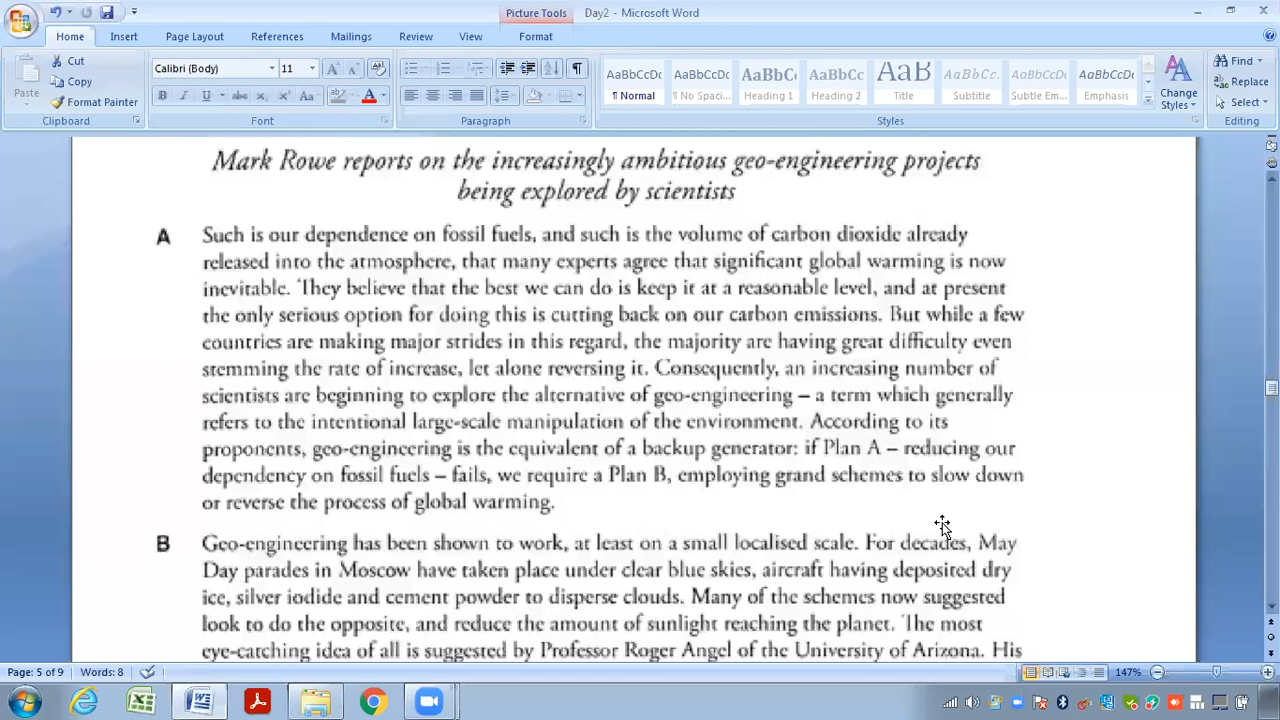 Picture Tools
Day2 - Microsoft Word
Home Insert Page Layout References Mailings Review View Format
Paste
Cut
Copy
Format Painter
Clipboard
Calibri (Body) 11
Font
Paragraph
AaBbCcDc AaBbCcDc AaBbC AaBbCc AaB AaBbCc. AaBbCcDc AaBbCcDc
¶ Normal ¶ No Spaci... Heading 1 Heading 2 Title Subtitle Subtle Em... Emphasis
Change Styles
Styles
Find
Replace
Select
Editing
Mark Rowe reports on the increasingly ambitious geo-engineering projects
being explored by scientists
A Such is our dependence on fossil fuels, and such is the volume of carbon dioxide already
released into the atmosphere, that many experts agree that significant global warming is now
inevitable. They believe that the best we can do is keep it at a reasonable level, and at present
the only serious option for doing this is cutting back on our carbon emissions. But while a few
countries are making major strides in this regard, the majority are having great difficulty even
stemming the rate of increase, let alone reversing it. Consequently, an increasing number of
scientists are beginning to explore the alternative of geo-engineering – a term which generally
refers to the intentional large-scale manipulation of the environment. According to its
proponents, geo-engineering is the equivalent of a backup generator: if Plan A – reducing our
dependency on fossil fuels – fails, we require a Plan B, employing grand schemes to slow down
or reverse the process of global warming.
B Geo-engineering has been shown to work, at least on a small localised scale. For decades, May
Day parades in Moscow have taken place under clear blue skies, aircraft having deposited dry
ice, silver iodide and cement powder to disperse clouds. Many of the schemes now suggested
look to do the opposite, and reduce the amount of sunlight reaching the planet. The most
eye-catching idea of all is suggested by Professor Roger Angel of the University of Arizona. His
Page: 5 of 9 Words: 8 147%